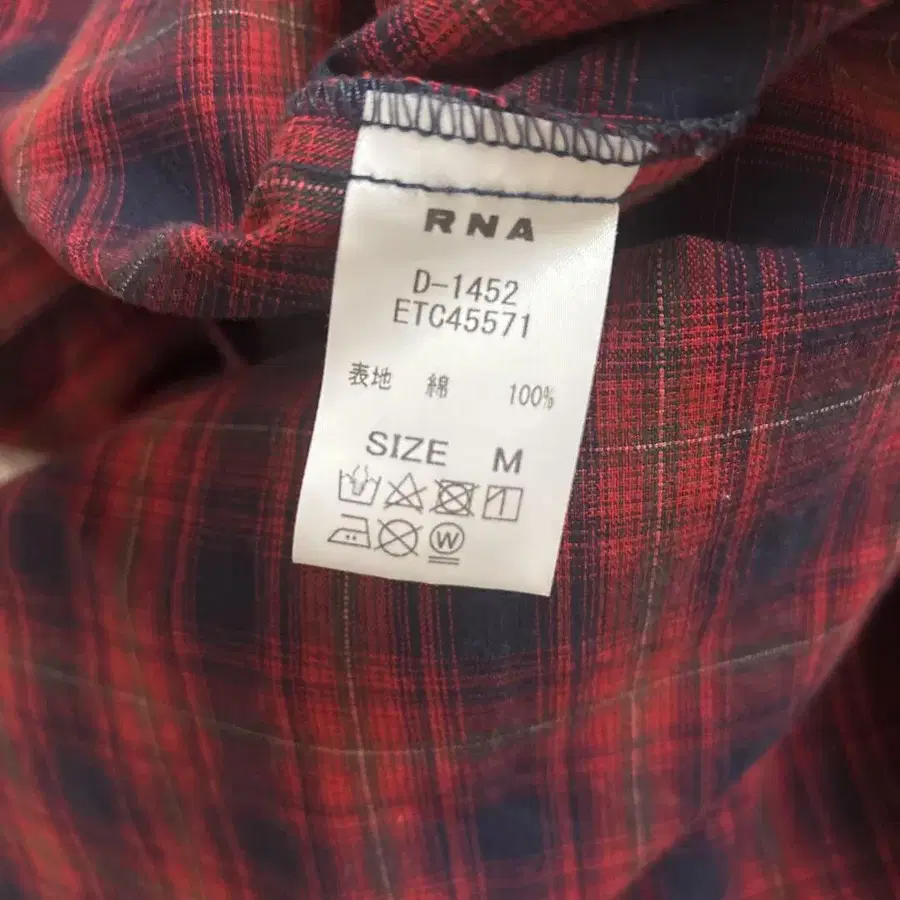 RNA
D-1452
ETC45571
表地 綿 100%
SIZE M
W